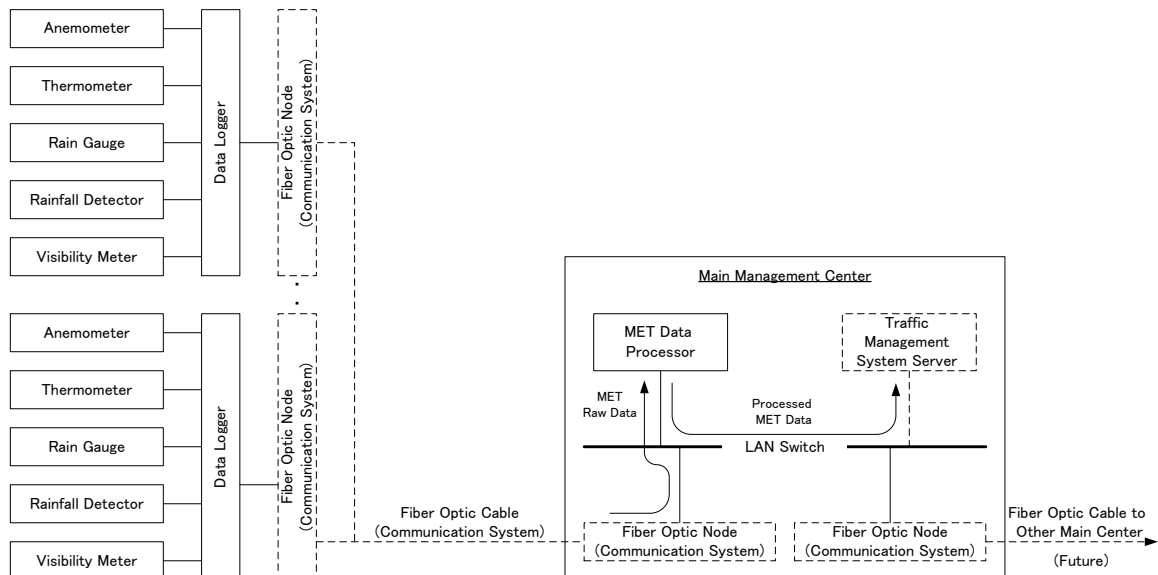 Anemometer
Thermometer
Rain Gauge
Rainfall Detector
Visibility Meter
Data Logger
Fiber Optic Node
(Communication System)
Anemometer
Thermometer
Rain Gauge
Rainfall Detector
Visibility Meter
Data Logger
Fiber Optic Node
(Communication System)
Fiber Optic Cable
(Communication System)
Main Management Center
MET Data
Processor
Traffic
Management
System Server
MET
Raw Data
Processed
MET Data
LAN Switch
Fiber Optic Node
(Communication System)
Fiber Optic Node
(Communication System)
Fiber Optic Cable to
Other Main Center
(Future)